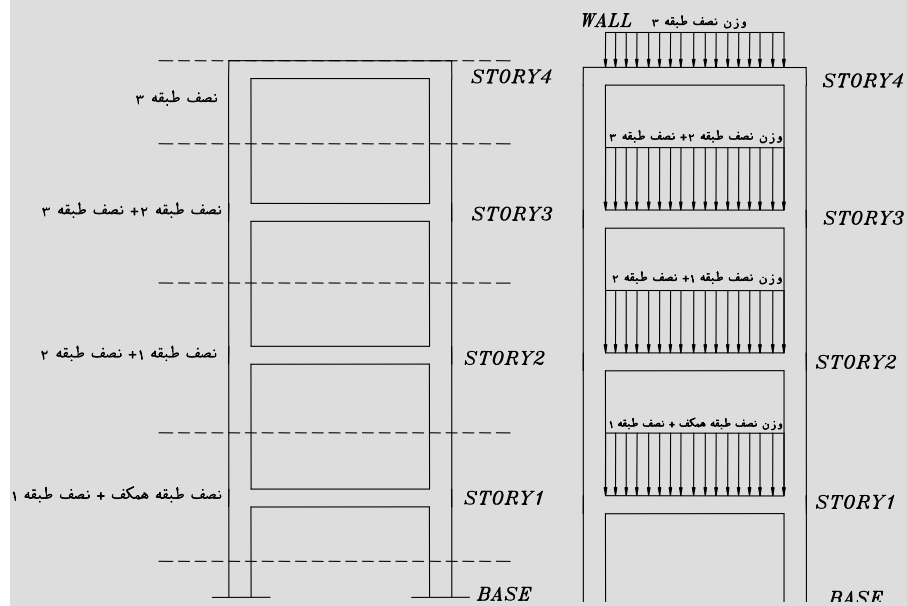 STORY4
نصف طبقه ۳
نصف طبقه ۲+ نصف طبقه ۳
STORY3
نصف طبقه ۱+ نصف طبقه ۲
STORY2
نصف طبقه همکف + نصف طبقه ۱
STORY1
BASE
WALL
وزن نصف طبقه ۳
STORY4
وزن نصف طبقه ۲+ نصف طبقه ۳
STORY3
وزن نصف طبقه ۱+ نصف طبقه ۲
STORY2
وزن نصف طبقه همکف + نصف طبقه ۱
STORY1
BASE